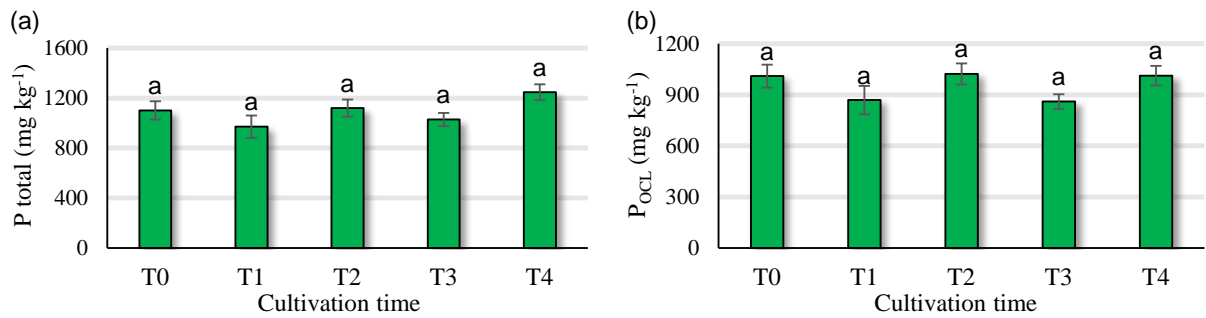 (a)
P total (mg kg⁻¹)
1600
1200
800
400
0
a
a
a
a
a
T0 T1 T2 T3 T4
Cultivation time
(b)
P_OCL (mg kg⁻¹)
1200
900
600
300
0
a
a
a
a
a
T0 T1 T2 T3 T4
Cultivation time